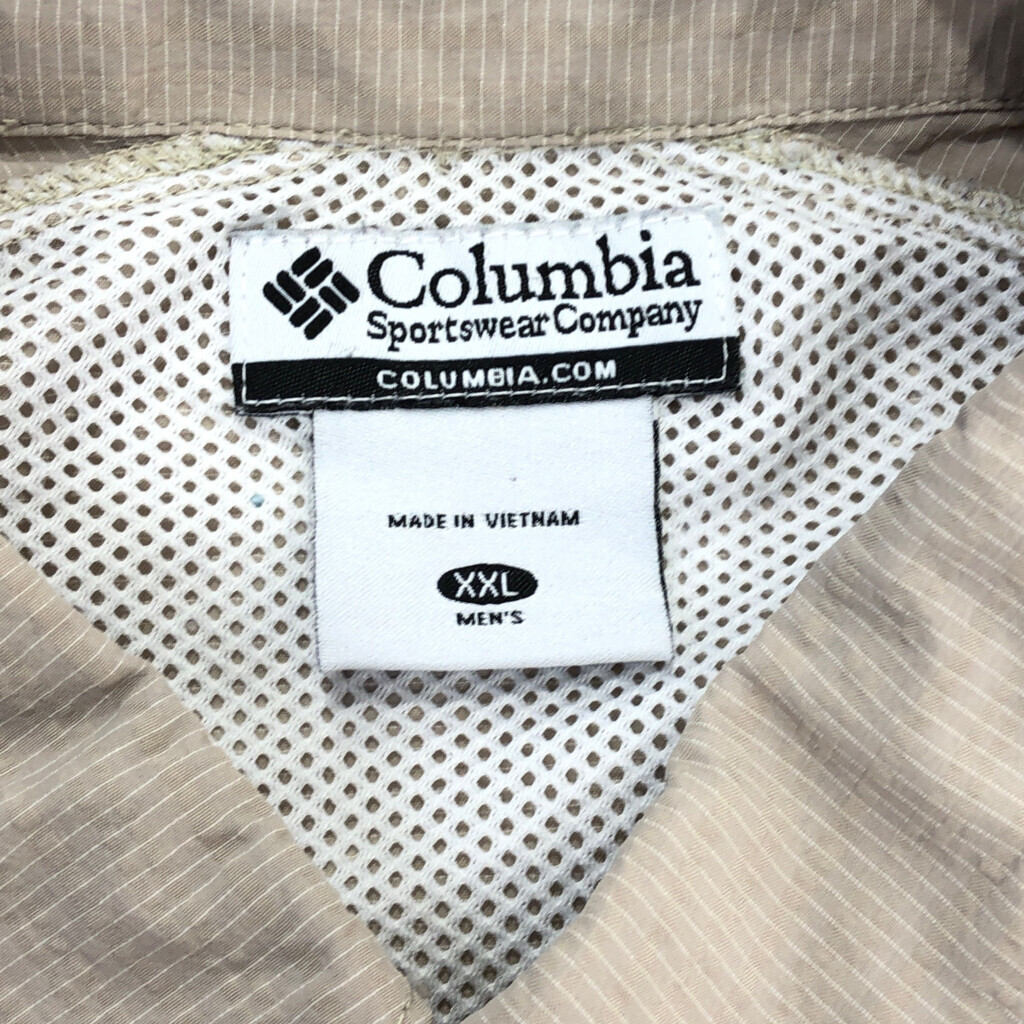 Columbia
Sportswear Company
COLUMBIA.COM
MADE IN VIETNAM
XXL
MEN'S